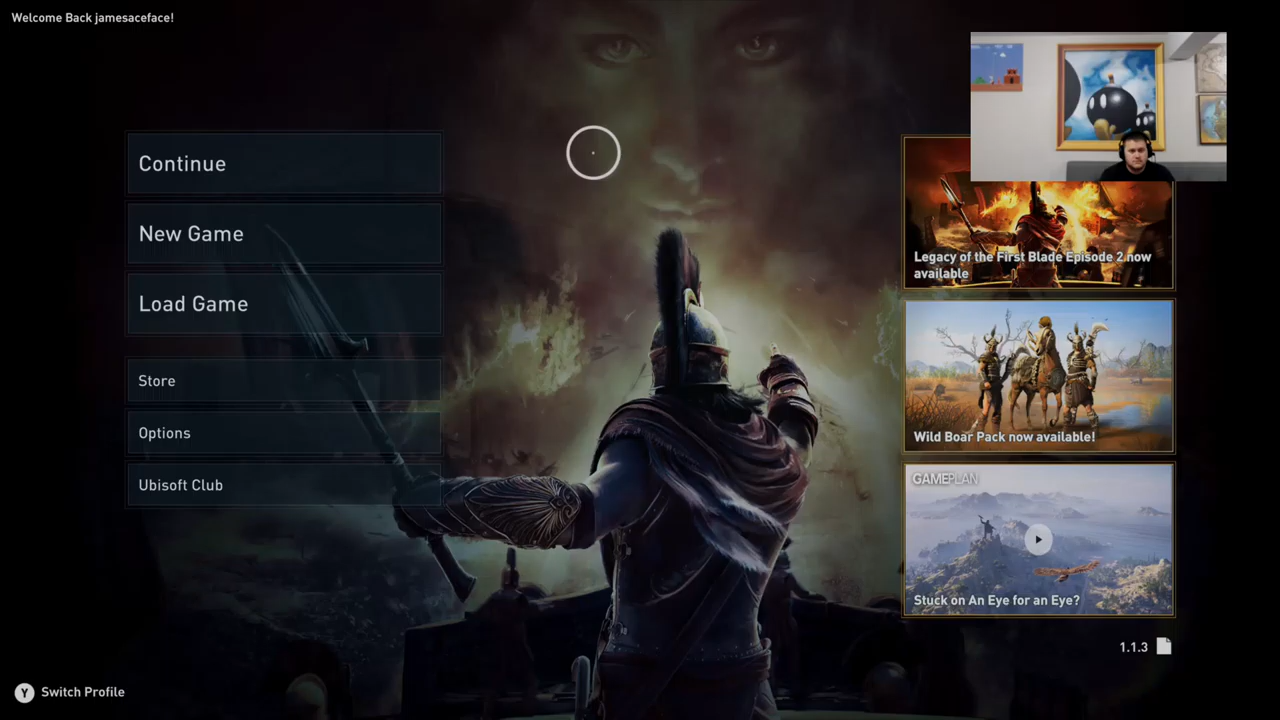 Welcome Back jamesaceface!
Continue
New Game
Load Game
Store
Options
Ubisoft Club
Legacy of the First Blade Episode 2 now
available
Wild Boar Pack now available!
GAMEPLAN
Stuck on An Eye for an Eye?
1.1.3
Y Switch Profile